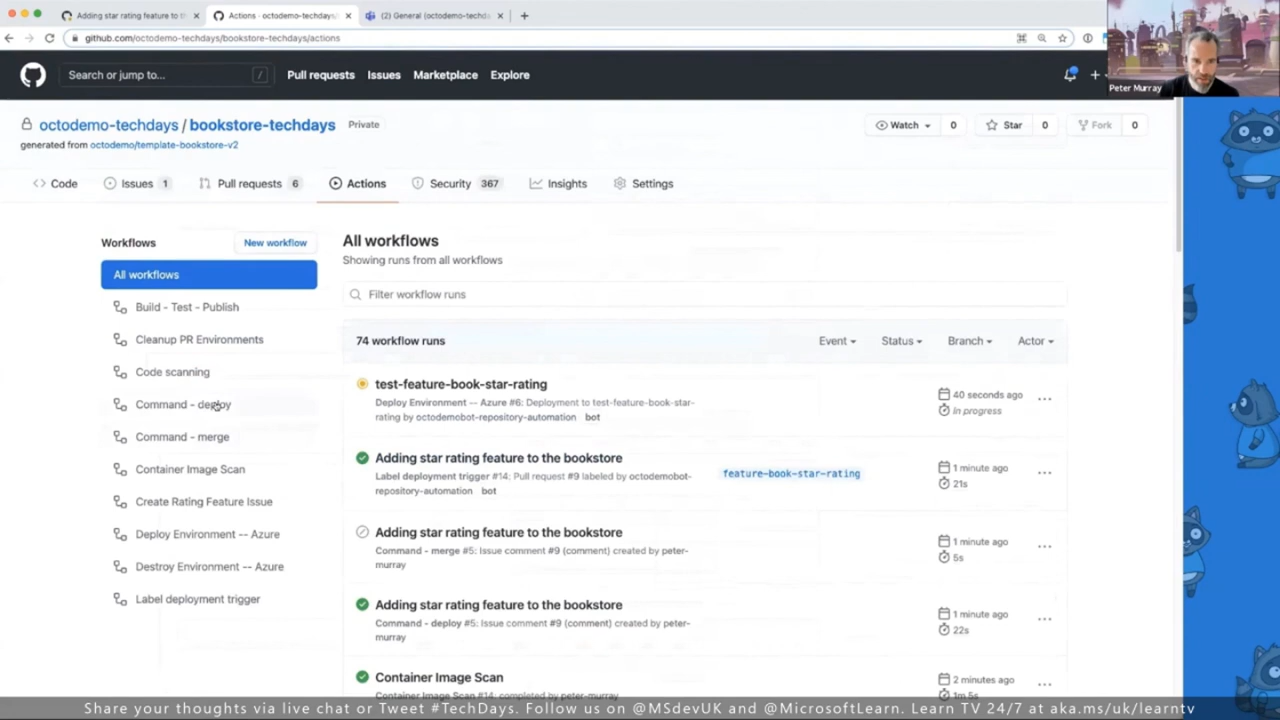 Adding star rating feature to th
Actions · octodemo-techdays/
(2) General (octodemo-techd
github.com/octodemo-techdays/bookstore-techdays/actions
Search or jump to...
/
Pull requests
Issues
Marketplace
Explore
Peter Murray
octodemo-techdays / bookstore-techdays
Private
generated from octodemo/template-bookstore-v2
Watch
0
Star
0
Fork
0
Code
Issues 1
Pull requests 6
Actions
Security 367
Insights
Settings
Workflows
New workflow
All workflows
Build - Test - Publish
Cleanup PR Environments
Code scanning
Command - deploy
Command - merge
Container Image Scan
Create Rating Feature Issue
Deploy Environment -- Azure
Destroy Environment -- Azure
Label deployment trigger
All workflows
Showing runs from all workflows
Filter workflow runs
74 workflow runs
Event
Status
Branch
Actor
test-feature-book-star-rating
Deploy Environment -- Azure #6: Deployment to test-feature-book-star-
rating by octodemobot-repository-automation bot
40 seconds ago
In progress
Adding star rating feature to the bookstore
Label deployment trigger #14: Pull request #9 labeled by octodemobot-
repository-automation bot
feature-book-star-rating
1 minute ago
21s
Adding star rating feature to the bookstore
Command - merge #5: Issue comment #9 (comment) created by peter-
murray
1 minute ago
5s
Adding star rating feature to the bookstore
Command - deploy #5: Issue comment #9 (comment) created by peter-
murray
1 minute ago
22s
Container Image Scan
Container Image Scan #14: completed by peter-murray
2 minutes ago
1m 5s
Share your thoughts via live chat or Tweet #TechDays. Follow us on @MSdevUK and @MicrosoftLearn. Learn TV 24/7 at aka.ms/uk/learntv